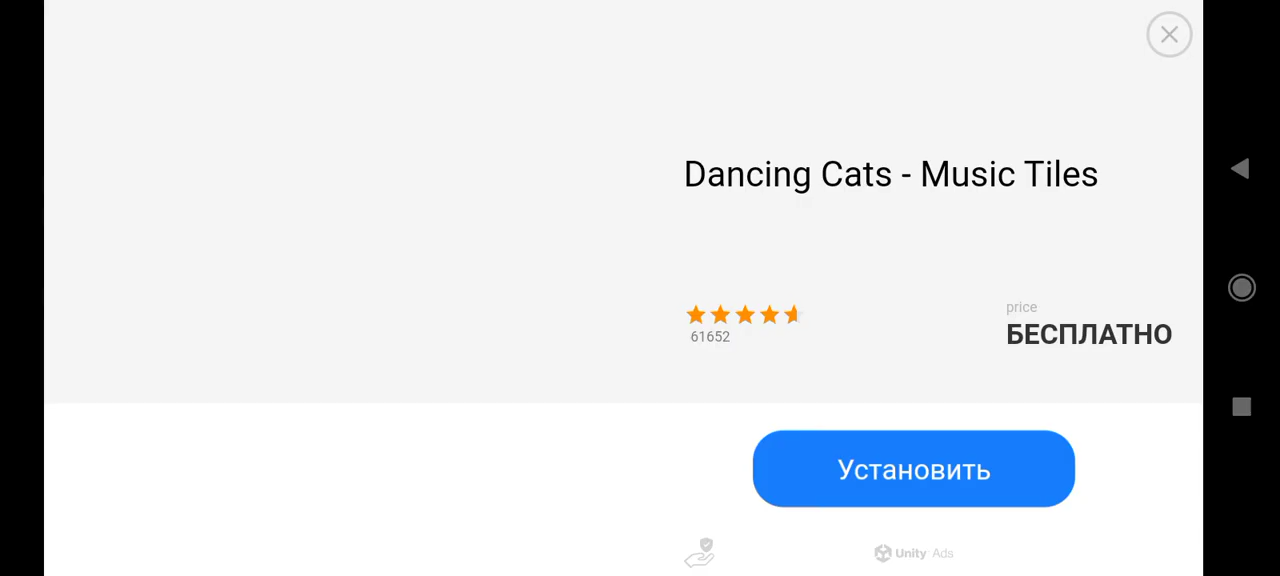 Dancing Cats - Music Tiles
61652
price
БЕСПЛАТНО
Установить
Unity Ads